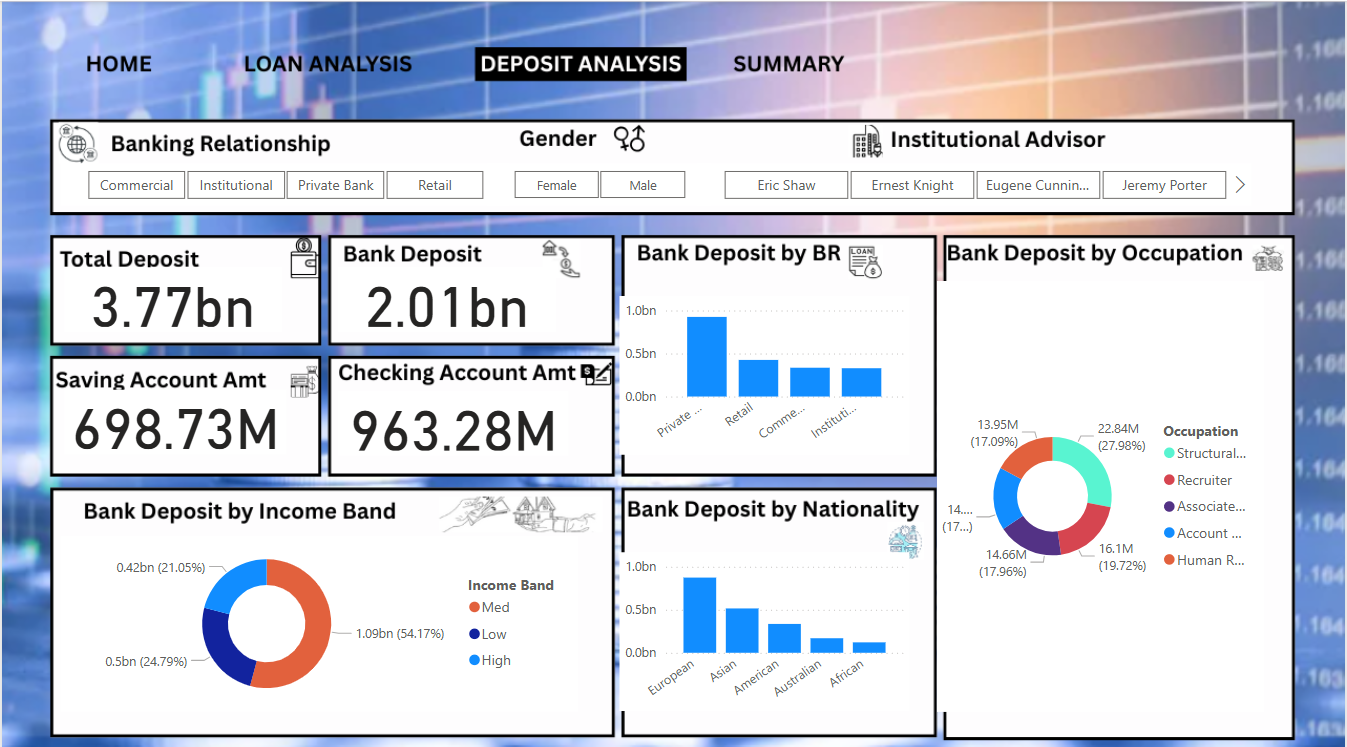 HOME LOAN ANALYSIS DEPOSIT ANALYSIS SUMMARY
Banking Relationship
Commercial Institutional Private Bank Retail
Gender
Female Male
Institutional Advisor
Eric Shaw Ernest Knight Eugene Cunnin... Jeremy Porter
Total Deposit
3.77bn
Bank Deposit
2.01bn
Saving Account Amt
698.73M
Checking Account Amt
963.28M
Bank Deposit by BR
LOAN
1.0bn
0.5bn
0.0bn
Private ...
Retail
Comme...
Instituti...
Bank Deposit by Occupation
13.95M
(17.09%)
22.84M
(27.98%)
14....
(17...)
14.66M
(17.96%)
16.1M
(19.72%)
Occupation
Structural...
Recruiter
Associate...
Account ...
Human R...
Bank Deposit by Income Band
0.42bn (21.05%)
1.09bn (54.17%)
0.5bn (24.79%)
Income Band
Med
Low
High
Bank Deposit by Nationality
1.0bn
0.5bn
0.0bn
European
Asian
American
Australian
African